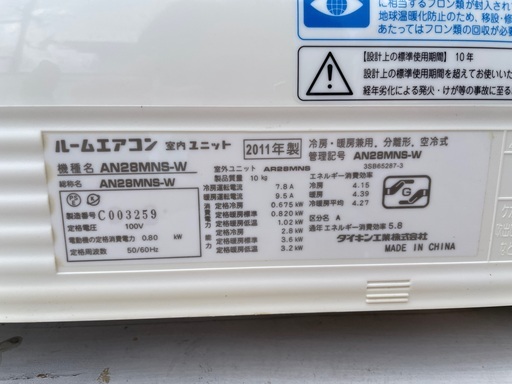 に相当するフロン類が封入され
地球温暖化防止のため、移設・修
あたってはフロン類の回収が必
【設計上の標準使用期間】10年
設計上の標準使用期間を超えてお使いいた
経年劣化による発火・けが等の事故
ルームエアコン 室内ユニット 2011年製
冷房・暖房兼用、分離形、空冷式
機種名 AN28MNS-W
管理記号 AN28MNS-W
3SB65287-3
総称名 AN28MNS-W
製造番号 C003259
定格電圧 100V
電動機の定格消費電力 0.80 kW
定格周波数 50/60Hz
室外ユニット AR28MNS
製品質量 10 kg
冷房運転電流 7.8 A
暖房運転電流 9.5 A
定格冷房 0.675 kW
定格暖房標準 0.820 kW
定格暖房低温 1.02 kW
定格冷房 2.8 kW
定格暖房標準 3.6 kW
定格暖房低温 3.2 kW
エネルギー消費効率
冷房 4.15
暖房 4.39
冷暖房平均 4.27
区分名 A
通年エネルギー消費効率 5.8
ダイキン工業株式会社
MADE IN CHINA